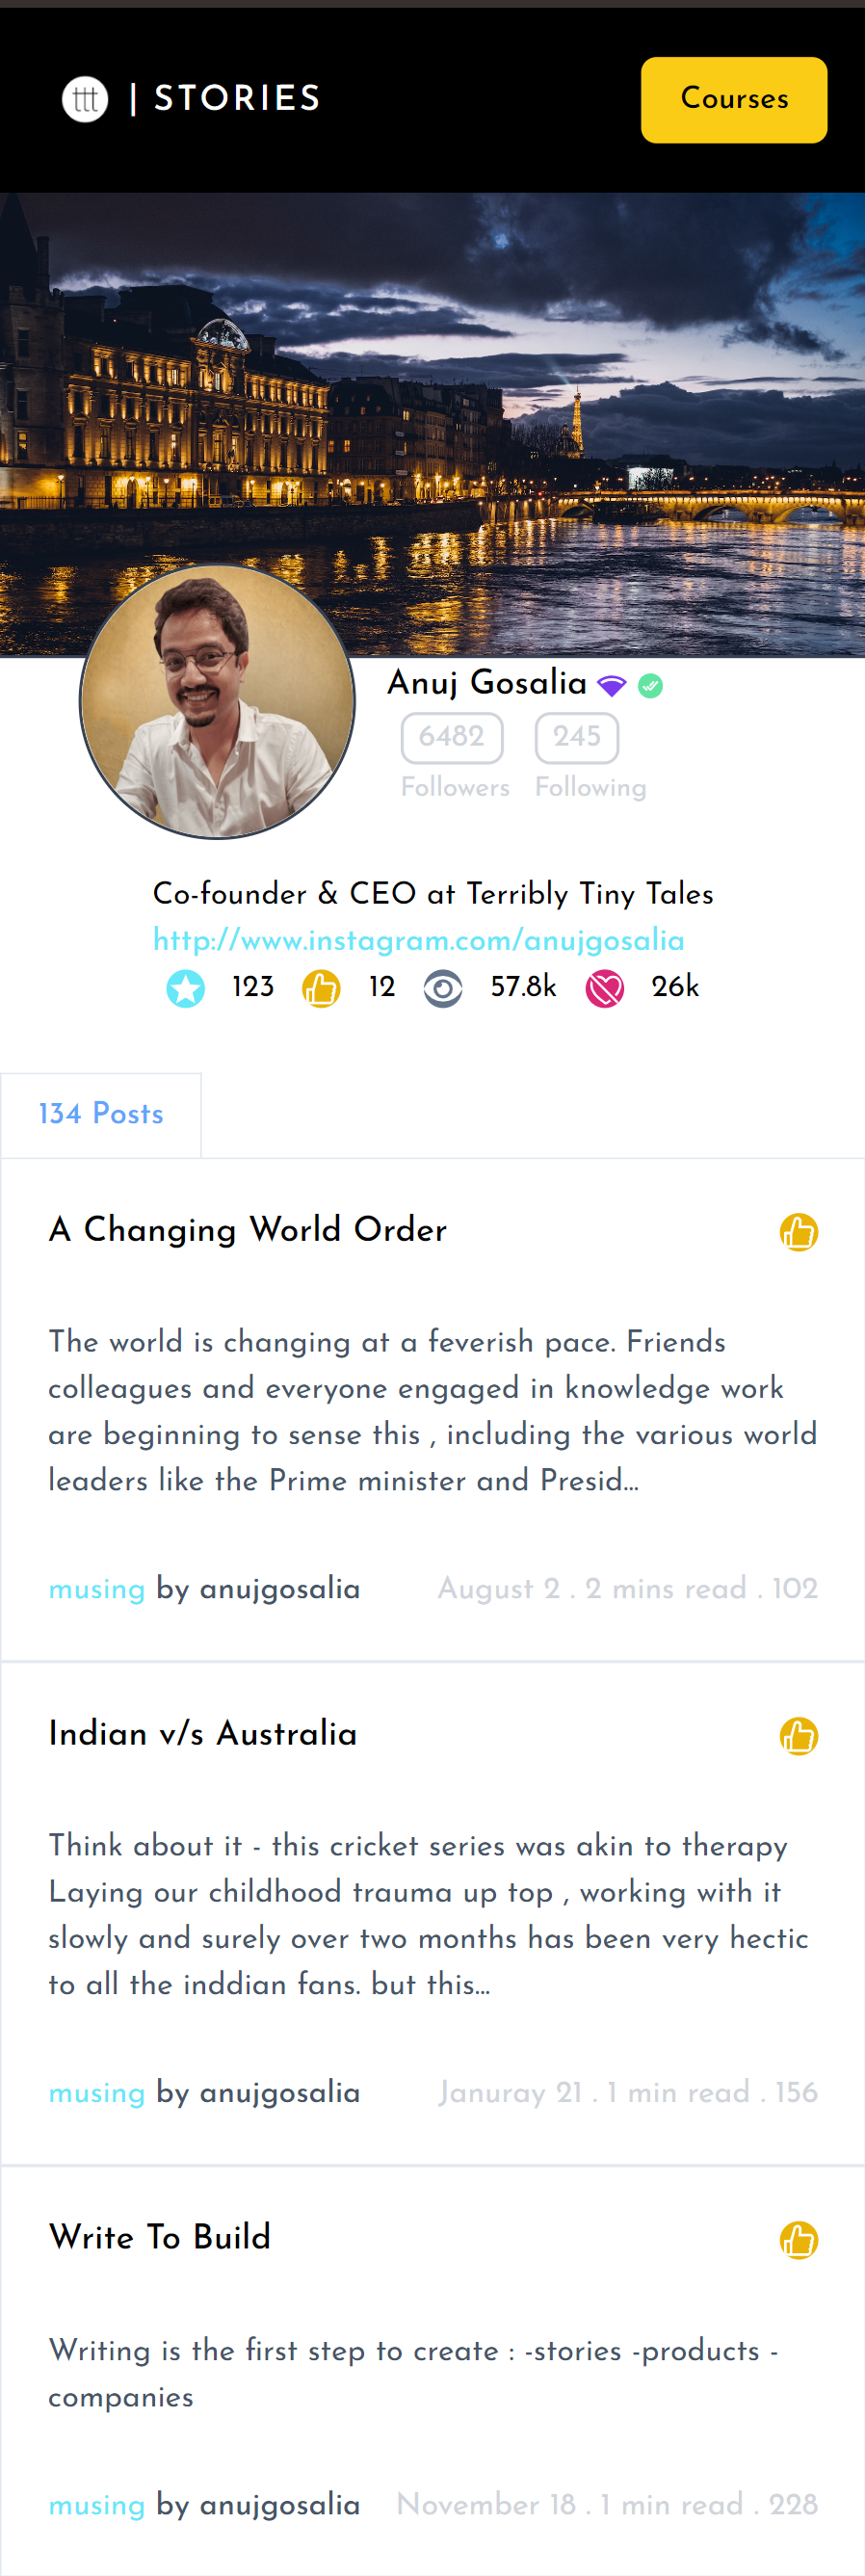 ttt | STORIES
Courses
Anuj Gosalia
6482 245
Followers Following
Co-founder & CEO at Terribly Tiny Tales
http://www.instagram.com/anujgosalia
123 12 57.8k 26k
134 Posts
A Changing World Order
The world is changing at a feverish pace. Friends
colleagues and everyone engaged in knowledge work
are beginning to sense this , including the various world
leaders like the Prime minister and Presid...
musing by anujgosalia August 2 . 2 mins read . 102
Indian v/s Australia
Think about it - this cricket series was akin to therapy
Laying our childhood trauma up top , working with it
slowly and surely over two months has been very hectic
to all the inddian fans. but this...
musing by anujgosalia Januray 21 . 1 min read . 156
Write To Build
Writing is the first step to create : -stories -products -
companies
musing by anujgosalia November 18 . 1 min read . 228